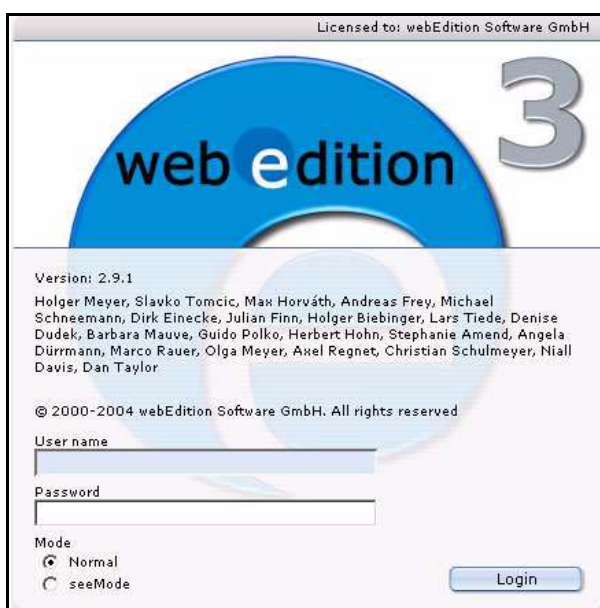 Licensed to: webEdition Software GmbH
3
web edition
Version: 2.9.1
Holger Meyer, Slavko Tomcic, Max Horváth, Andreas Frey, Michael
Schneemann, Dirk Einecke, Julian Finn, Holger Biebinger, Lars Tiede, Denise
Dudek, Barbara Mauve, Guido Polko, Herbert Hohn, Stephanie Amend, Angela
Dürrmann, Marco Rauer, Olga Meyer, Axel Regnet, Christian Schulmeyer, Niall
Davis, Dan Taylor
© 2000-2004 webEdition Software GmbH. All rights reserved
User name
Password
Mode
Normal
seeMode
Login